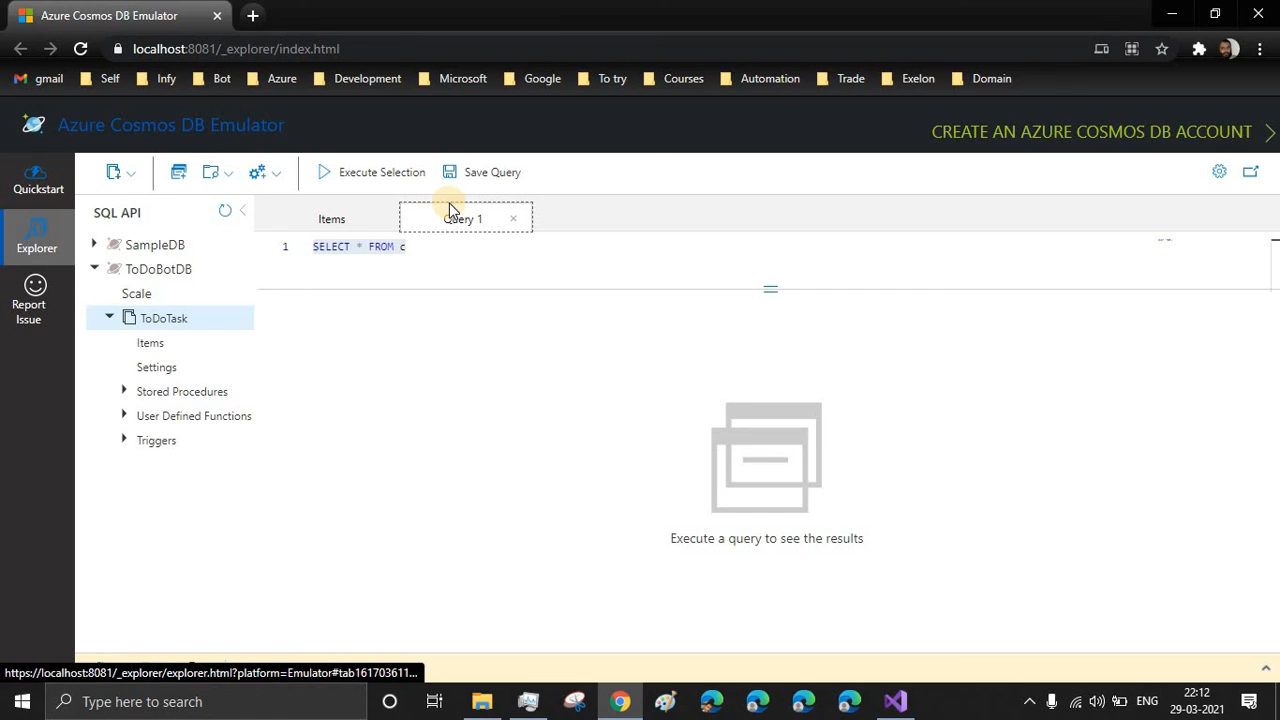 Azure Cosmos DB Emulator
localhost:8081/_explorer/index.html
gmail Self Infy Bot Azure Development Microsoft Google To try Courses Automation Trade Exelon Domain
Azure Cosmos DB Emulator
CREATE AN AZURE COSMOS DB ACCOUNT
Quickstart
Explorer
Report
Issue
Execute Selection
Save Query
SQL API
SampleDB
ToDoBotDB
Scale
ToDoTask
Items
Settings
Stored Procedures
User Defined Functions
Triggers
Items
Query 1
1 SELECT * FROM c
Execute a query to see the results
https://localhost:8081/_explorer/explorer.html?platform=Emulator#tab161703611...
Type here to search
ENG
22:12
29-03-2021